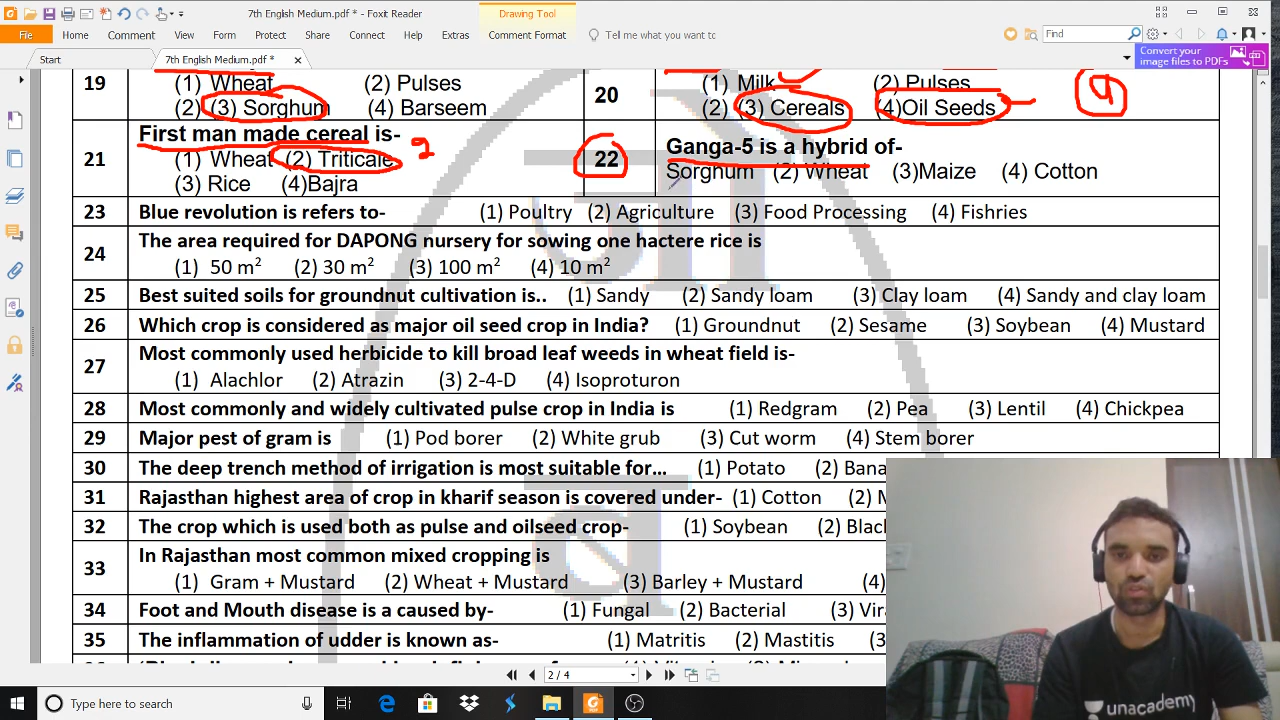 7th English Medium.pdf * - Foxit Reader
Drawing Tool
File Home Comment View Form Protect Share Connect Help Extras Comment Format Tell me what you want to Find
Start 7th English Medium.pdf *
Convert your image files to PDFs
19 (1) Wheat (2) Pulses
(2) (3) Sorghum (4) Barseem
20 (1) Milk (2) Pulses
(2) (3) Cereals (4)Oil Seeds 4
21 First man made cereal is-
(1) Wheat (2) Triticale 2
(3) Rice (4)Bajra
22 Ganga-5 is a hybrid of-
Sorghum (2) Wheat (3)Maize (4) Cotton
23 Blue revolution is refers to- (1) Poultry (2) Agriculture (3) Food Processing (4) Fishries
24 The area required for DAPONG nursery for sowing one hactere rice is
(1) 50 m² (2) 30 m² (3) 100 m² (4) 10 m²
25 Best suited soils for groundnut cultivation is.. (1) Sandy (2) Sandy loam (3) Clay loam (4) Sandy and clay loam
26 Which crop is considered as major oil seed crop in India? (1) Groundnut (2) Sesame (3) Soybean (4) Mustard
27 Most commonly used herbicide to kill broad leaf weeds in wheat field is-
(1) Alachlor (2) Atrazin (3) 2-4-D (4) Isoproturon
28 Most commonly and widely cultivated pulse crop in India is (1) Redgram (2) Pea (3) Lentil (4) Chickpea
29 Major pest of gram is (1) Pod borer (2) White grub (3) Cut worm (4) Stem borer
30 The deep trench method of irrigation is most suitable for... (1) Potato (2) Bana
31 Rajasthan highest area of crop in kharif season is covered under- (1) Cotton (2) M
32 The crop which is used both as pulse and oilseed crop- (1) Soybean (2) Black
33 In Rajasthan most common mixed cropping is
(1) Gram + Mustard (2) Wheat + Mustard (3) Barley + Mustard (4)
34 Foot and Mouth disease is a caused by- (1) Fungal (2) Bacterial (3) Vira
35 The inflammation of udder is known as- (1) Matritis (2) Mastitis (3
unacademy
2 / 4
Type here to search